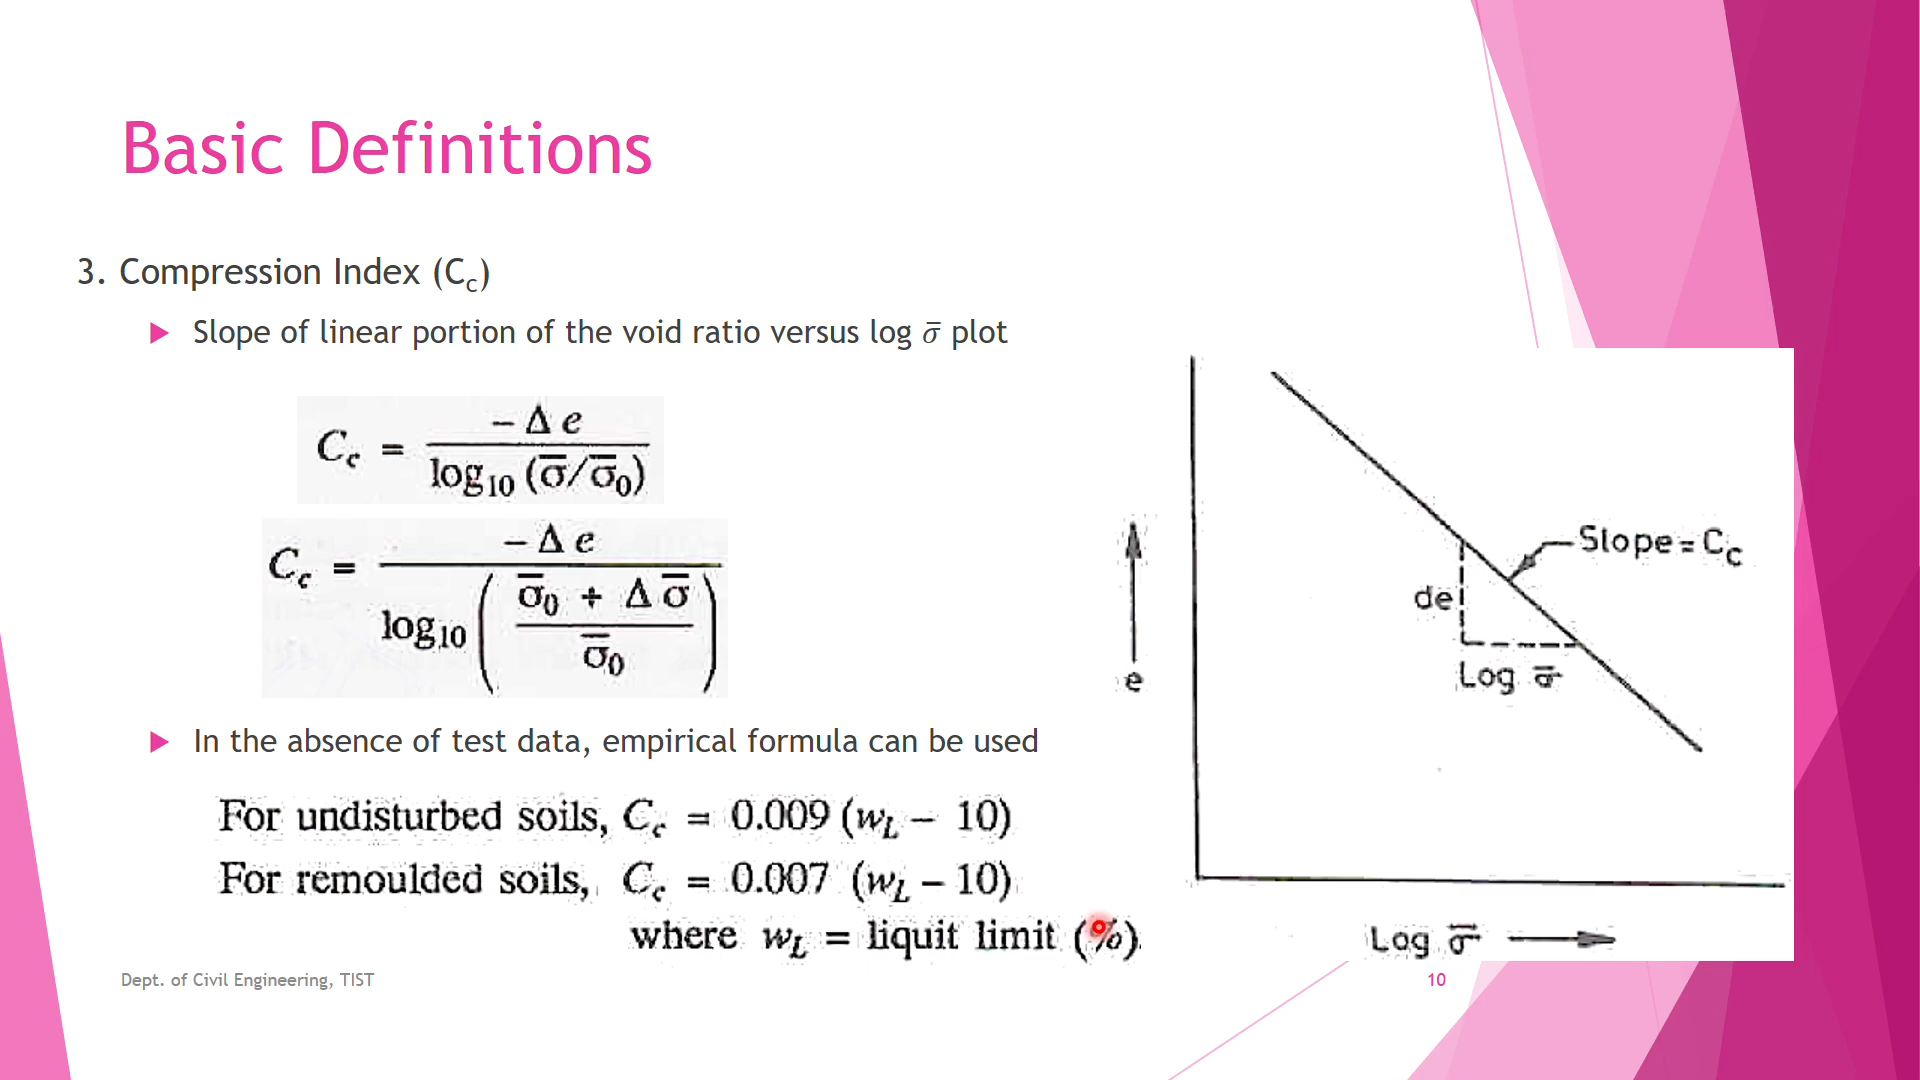 Basic Definitions
3. Compression Index (Cc)
Slope of linear portion of the void ratio versus log σ̅ plot
Cc = −Δe / log10 (σ̅/σ̅0)
Cc = −Δe / log10 ((σ̅0 + Δσ̅) / σ̅0)
In the absence of test data, empirical formula can be used
For undisturbed soils, Cc = 0.009 (wL − 10)
For remoulded soils, Cc = 0.007 (wL − 10)
where wL = liquit limit (%).
Slope = Cc
de
Log σ̅
e
Log σ̅
Dept. of Civil Engineering, TIST
10